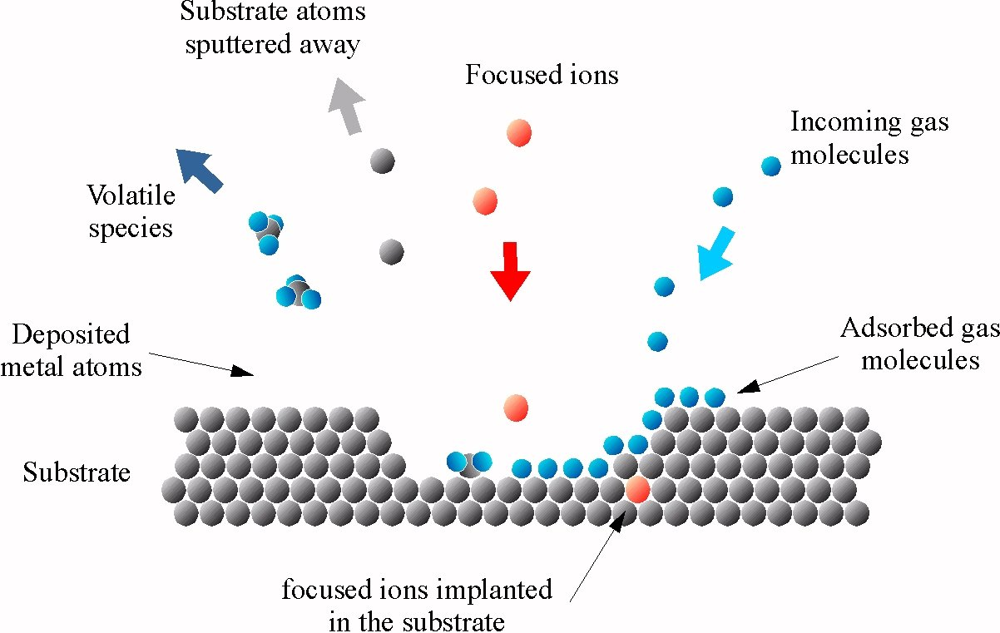 Substrate atoms
sputtered away
Focused ions
Incoming gas
molecules
Volatile
species
Deposited
metal atoms
Adsorbed gas
molecules
Substrate
focused ions implanted
in the substrate